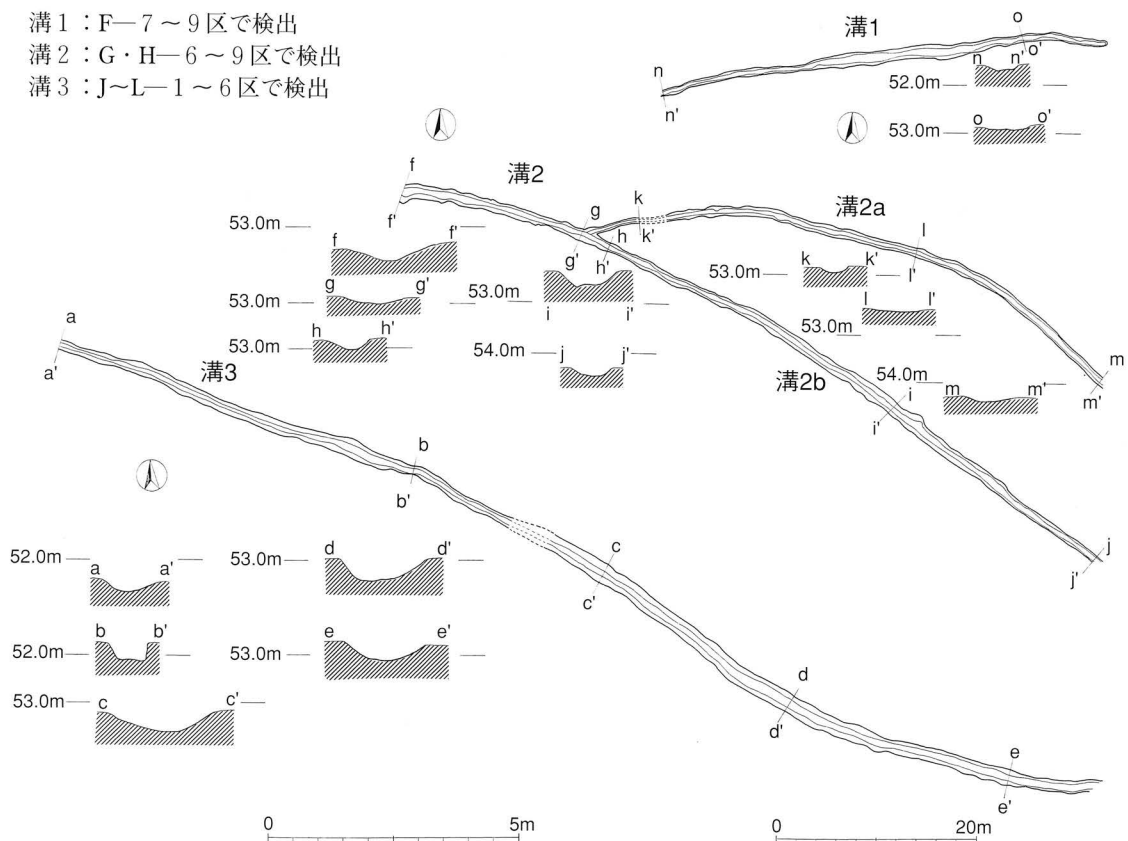 溝1：F―7～9区で検出
溝2：G・H―6～9区で検出
溝3：J～L―1～6区で検出
溝1
o
o'
n
n'
n n'
52.0m
o o'
53.0m
f
f'
溝2
g
g'
h
h'
k
k'
溝2a
l
l'
m
m'
53.0m
f f'
53.0m
g g'
53.0m
h h'
53.0m
i i'
54.0m
j j'
53.0m
k k'
l l'
53.0m
54.0m
m m'
溝2b
i
i'
j
j'
a
a'
溝3
b
b'
c
c'
d
d'
e
e'
52.0m
a a'
52.0m
b b'
53.0m
c c'
53.0m
d d'
53.0m
e e'
0 5m
0 20m